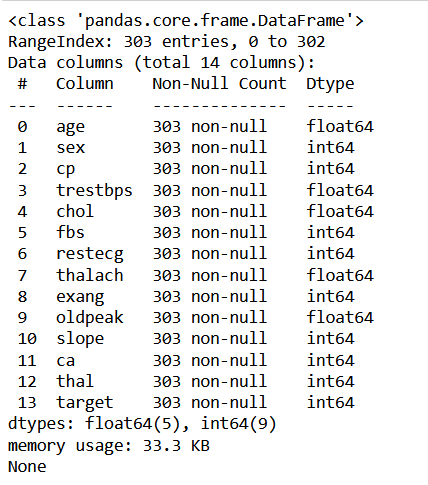 <class 'pandas.core.frame.DataFrame'>
RangeIndex: 303 entries, 0 to 302
Data columns (total 14 columns):
 #   Column    Non-Null Count  Dtype
---  ------    --------------  -----
 0   age       303 non-null    float64
 1   sex       303 non-null    int64
 2   cp        303 non-null    int64
 3   trestbps  303 non-null    float64
 4   chol      303 non-null    float64
 5   fbs       303 non-null    int64
 6   restecg   303 non-null    int64
 7   thalach   303 non-null    float64
 8   exang     303 non-null    int64
 9   oldpeak   303 non-null    float64
 10  slope     303 non-null    int64
 11  ca        303 non-null    int64
 12  thal      303 non-null    int64
 13  target    303 non-null    int64
dtypes: float64(5), int64(9)
memory usage: 33.3 KB
None